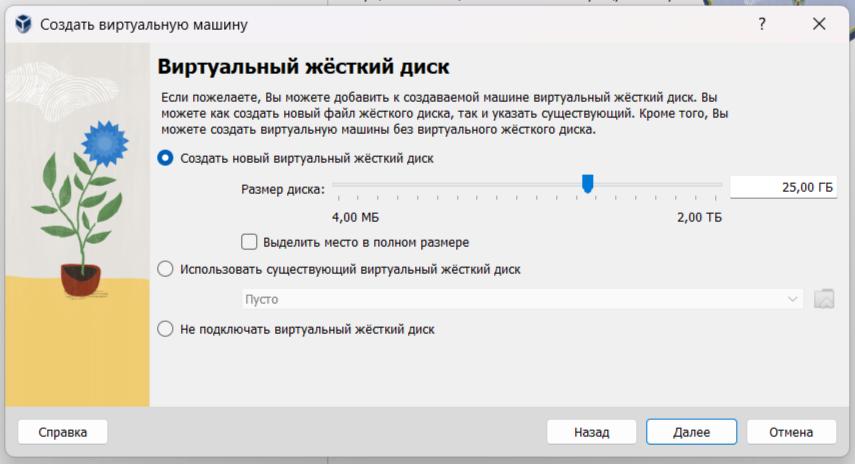 Создать виртуальную машину
?
Виртуальный жёсткий диск
Если пожелаете, Вы можете добавить к создаваемой машине виртуальный жёсткий диск. Вы
можете как создать новый файл жёсткого диска, так и указать существующий. Кроме того, Вы
можете создать виртуальную машины без виртуального жёсткого диска.
Создать новый виртуальный жёсткий диск
Размер диска:
25,00 ГБ
4,00 МБ
2,00 ТБ
Выделить место в полном размере
Использовать существующий виртуальный жёсткий диск
Пусто
Не подключать виртуальный жёсткий диск
Справка
Назад
Далее
Отмена